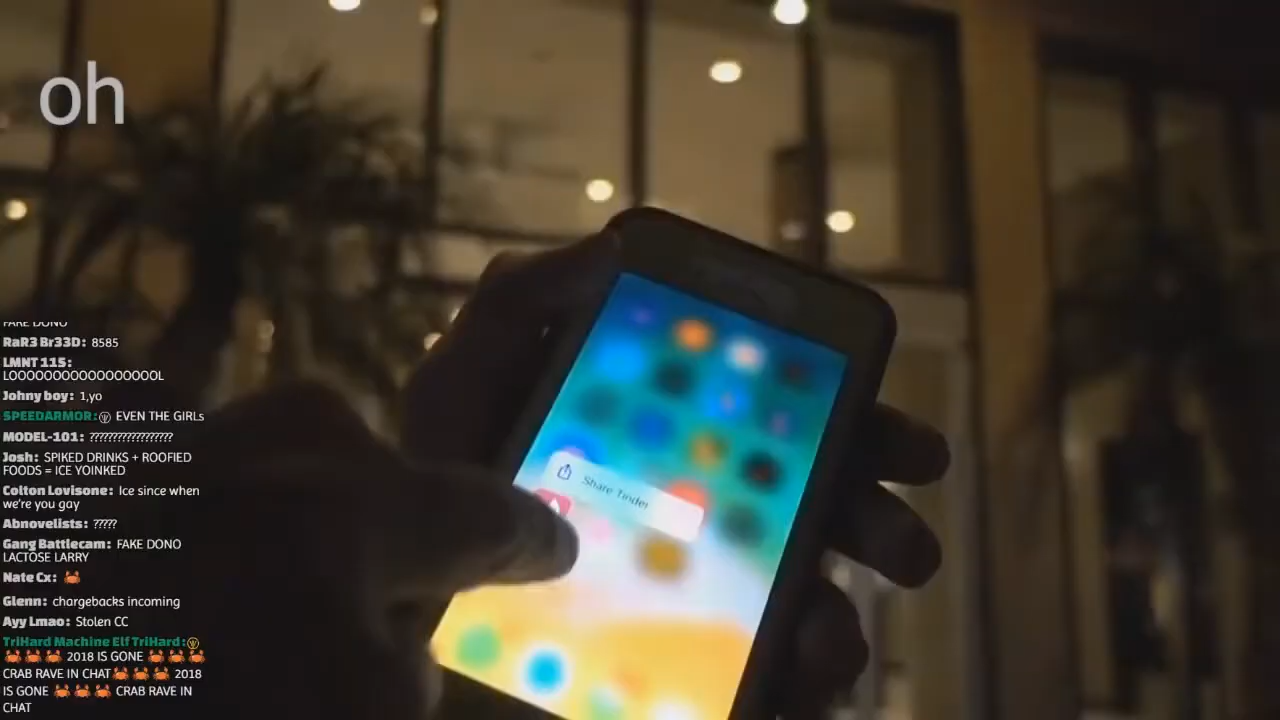 oh
FAKE DONO
RaR3 Br33D: 8585
LMNT 115:
LOOOOOOOOOOOOOOOOL
Johny boy: 1,yo
SPEEDARMOR: EVEN THE GIRLs
MODEL-101: ?????????????????
Josh: SPIKED DRINKS + ROOFIED
FOODS = ICE YOINKED
Colton Lovisone: Ice since when
we're you gay
Abnovelists: ?????
Gang Battlecam: FAKE DONO
LACTOSE LARRY
Nate Cx: 🦀
Glenn: chargebacks incoming
Ayy Lmao: Stolen CC
TriHard Machine Elf TriHard:
🦀🦀🦀 2018 IS GONE 🦀🦀🦀
CRAB RAVE IN CHAT🦀🦀🦀 2018
IS GONE 🦀🦀🦀 CRAB RAVE IN
CHAT
Share Tinder